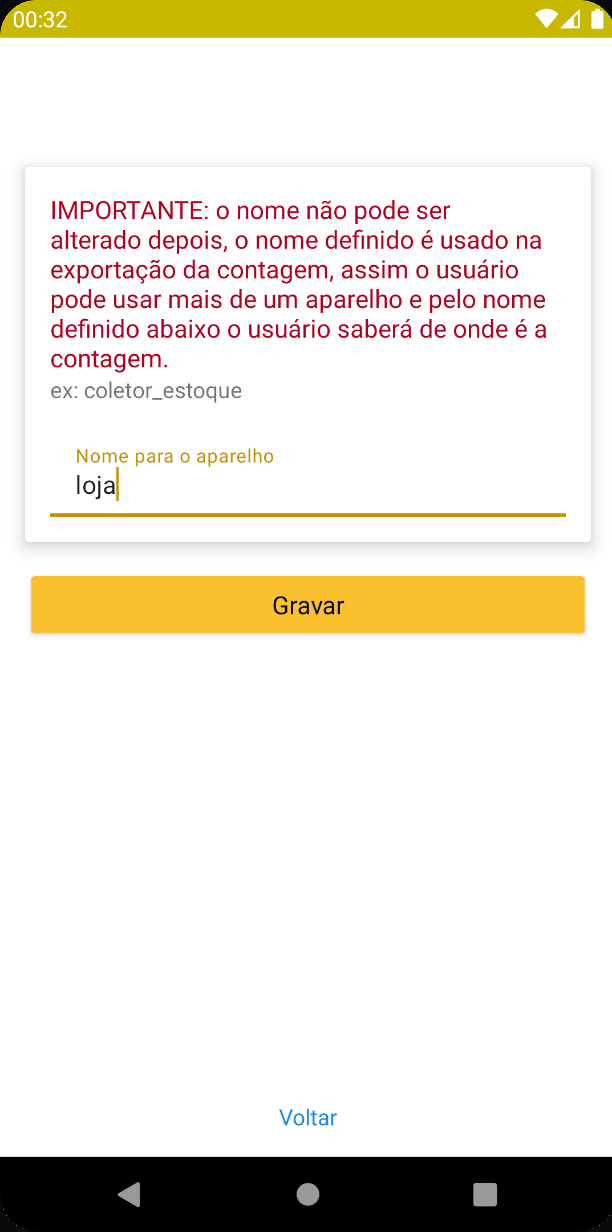 00:32
IMPORTANTE: o nome não pode ser
alterado depois, o nome definido é usado na
exportação da contagem, assim o usuário
pode usar mais de um aparelho e pelo nome
definido abaixo o usuário saberá de onde é a
contagem.
ex: coletor_estoque
Nome para o aparelho
loja
Gravar
Voltar